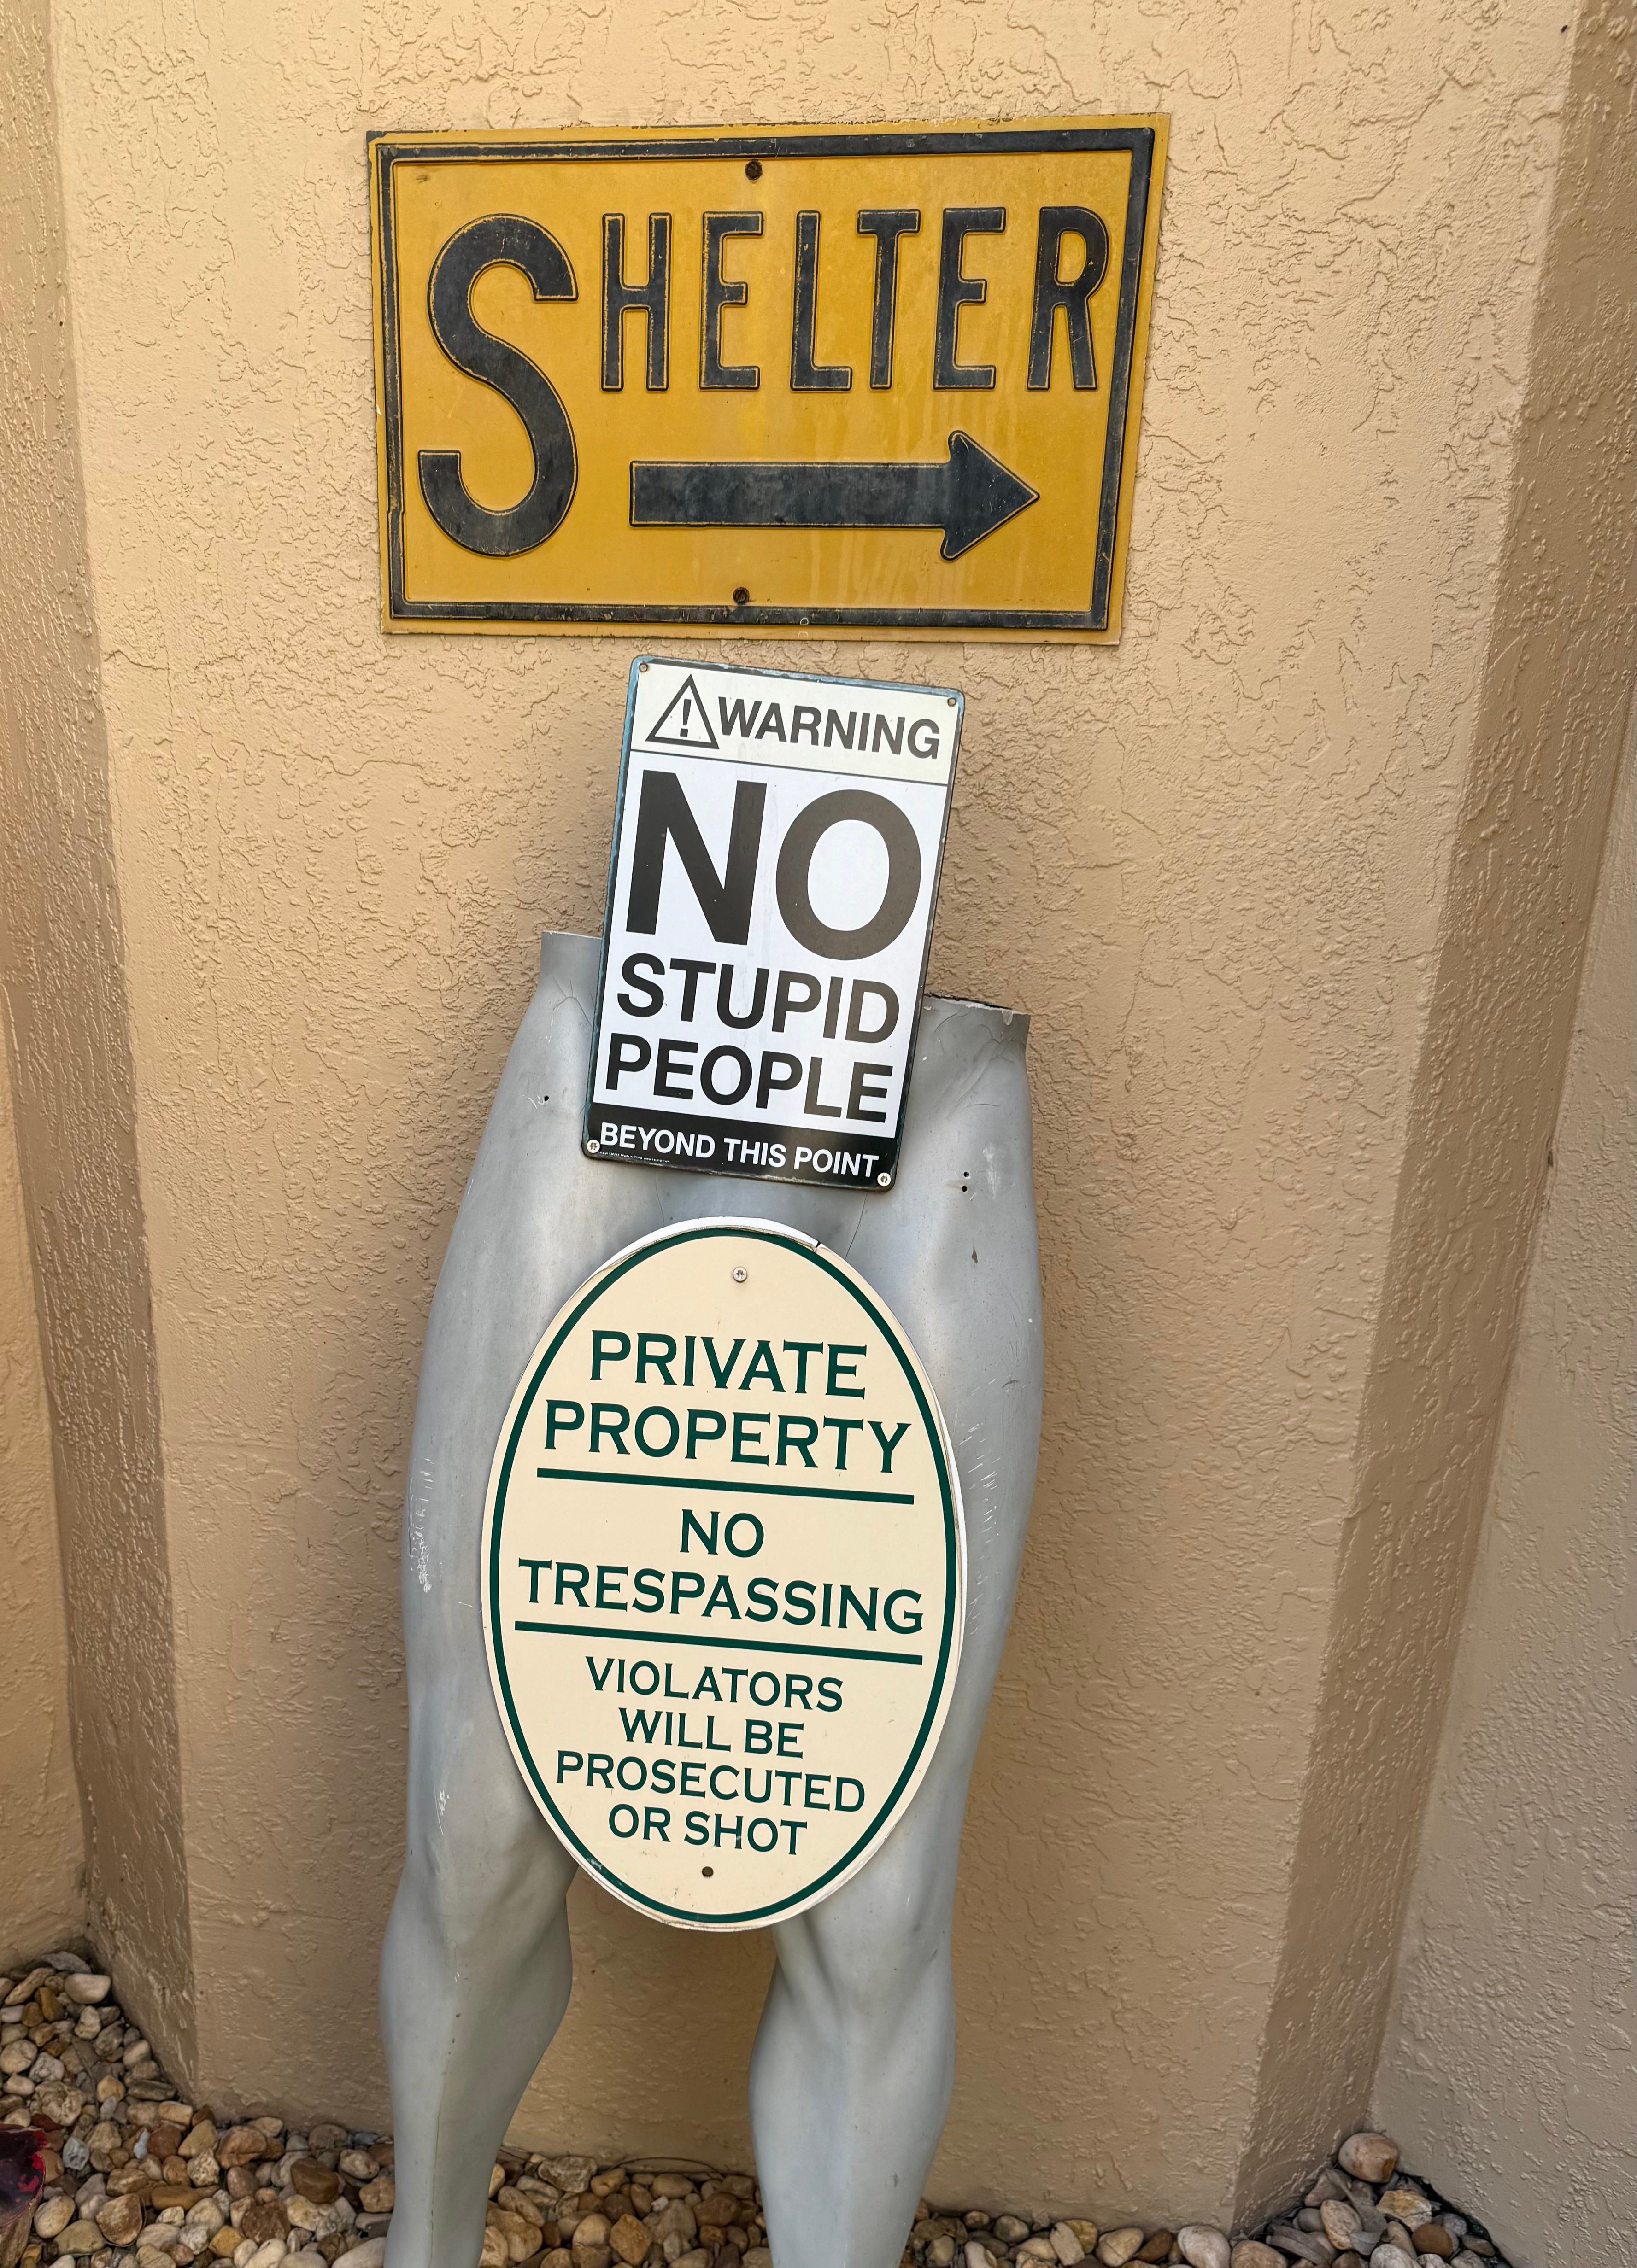 SHELTER
WARNING
NO
STUPID
PEOPLE
BEYOND THIS POINT
PRIVATE
PROPERTY
NO
TRESPASSING
VIOLATORS
WILL BE
PROSECUTED
OR SHOT